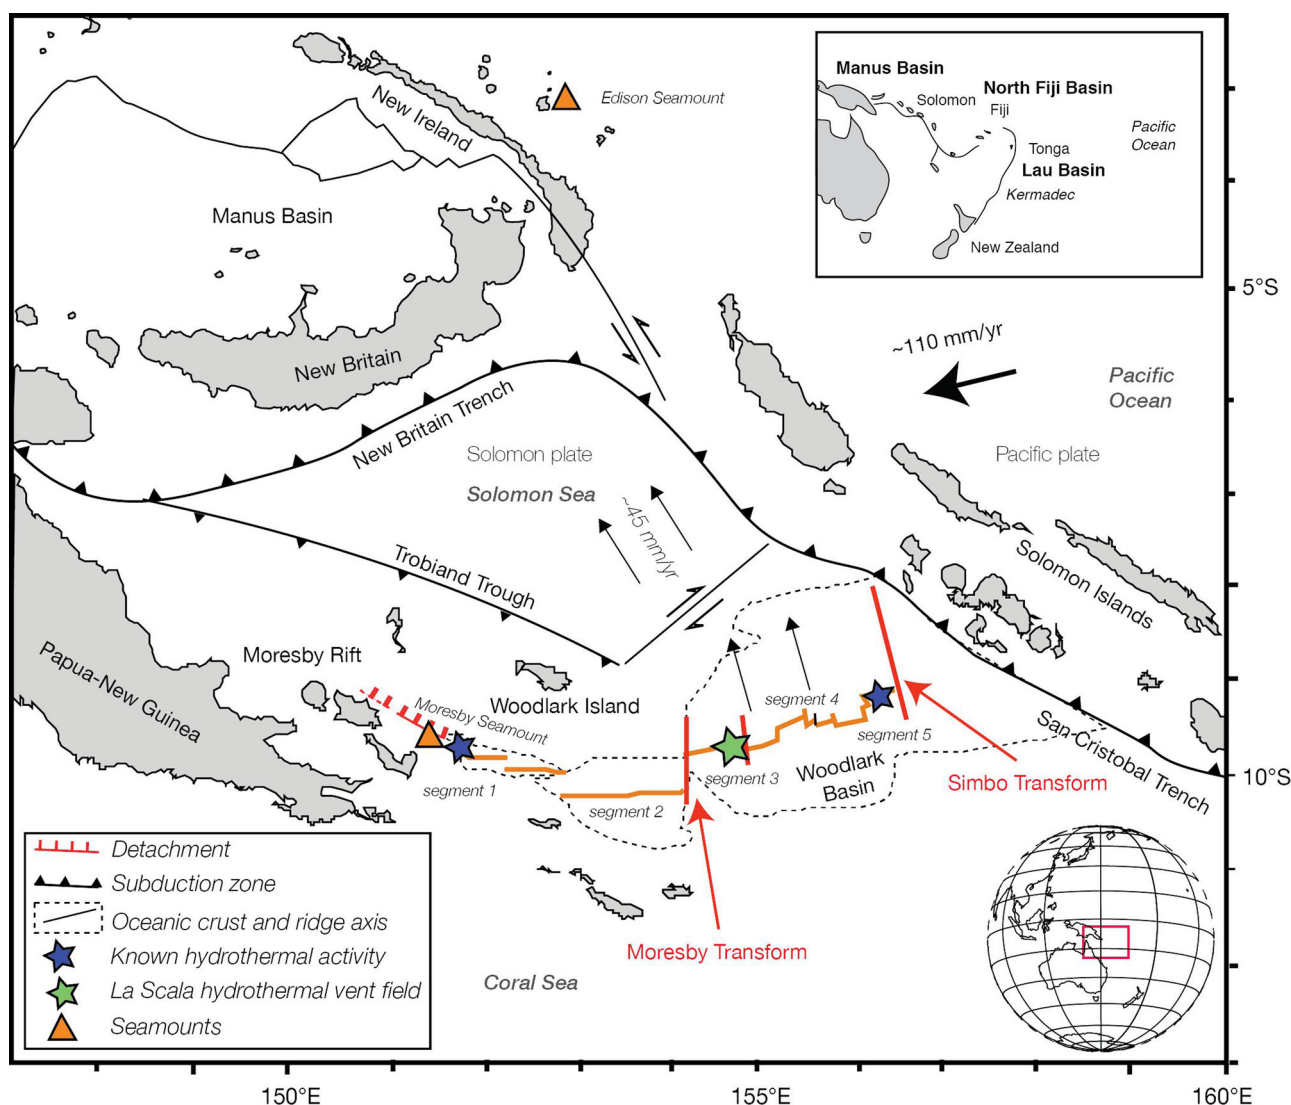 Edison Seamount
New Ireland
Manus Basin
New Britain
New Britain Trench
Solomon plate
Solomon Sea
~45 mm/yr
Trobiand Trough
Manus Basin
North Fiji Basin
Solomon
Fiji
Pacific
Ocean
Tonga
Lau Basin
Kermadec
New Zealand
5°S
~110 mm/yr
Pacific
Ocean
Pacific plate
Solomon Islands
Papua-New Guinea
Moresby Rift
Moresby Seamount
Woodlark Island
segment 1
segment 2
segment 3
segment 4
segment 5
Woodlark
Basin
San-Cristobal Trench
10°S
Simbo Transform
Moresby Transform
Coral Sea
Detachment
Subduction zone
Oceanic crust and ridge axis
Known hydrothermal activity
La Scala hydrothermal vent field
Seamounts
150°E
155°E
160°E